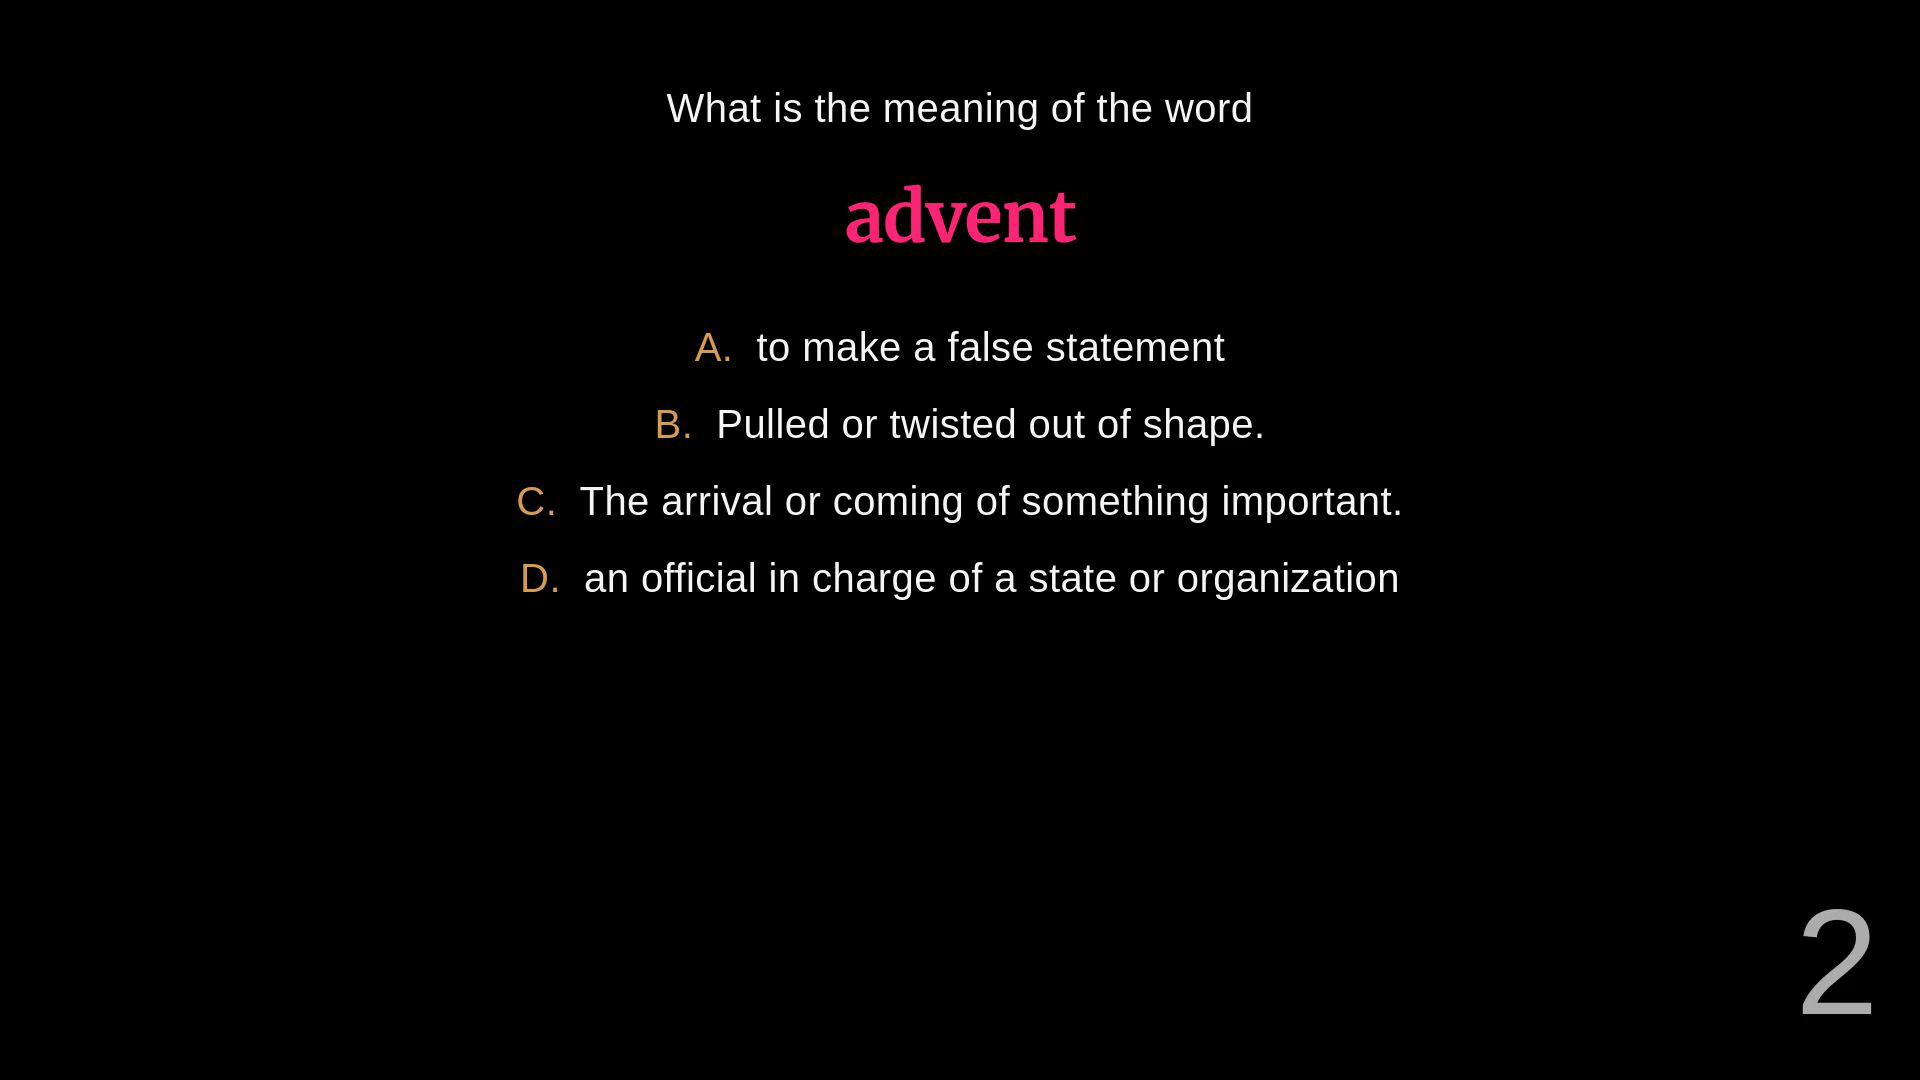 What is the meaning of the word
advent
A. to make a false statement
B. Pulled or twisted out of shape.
C. The arrival or coming of something important.
D. an official in charge of a state or organization
2